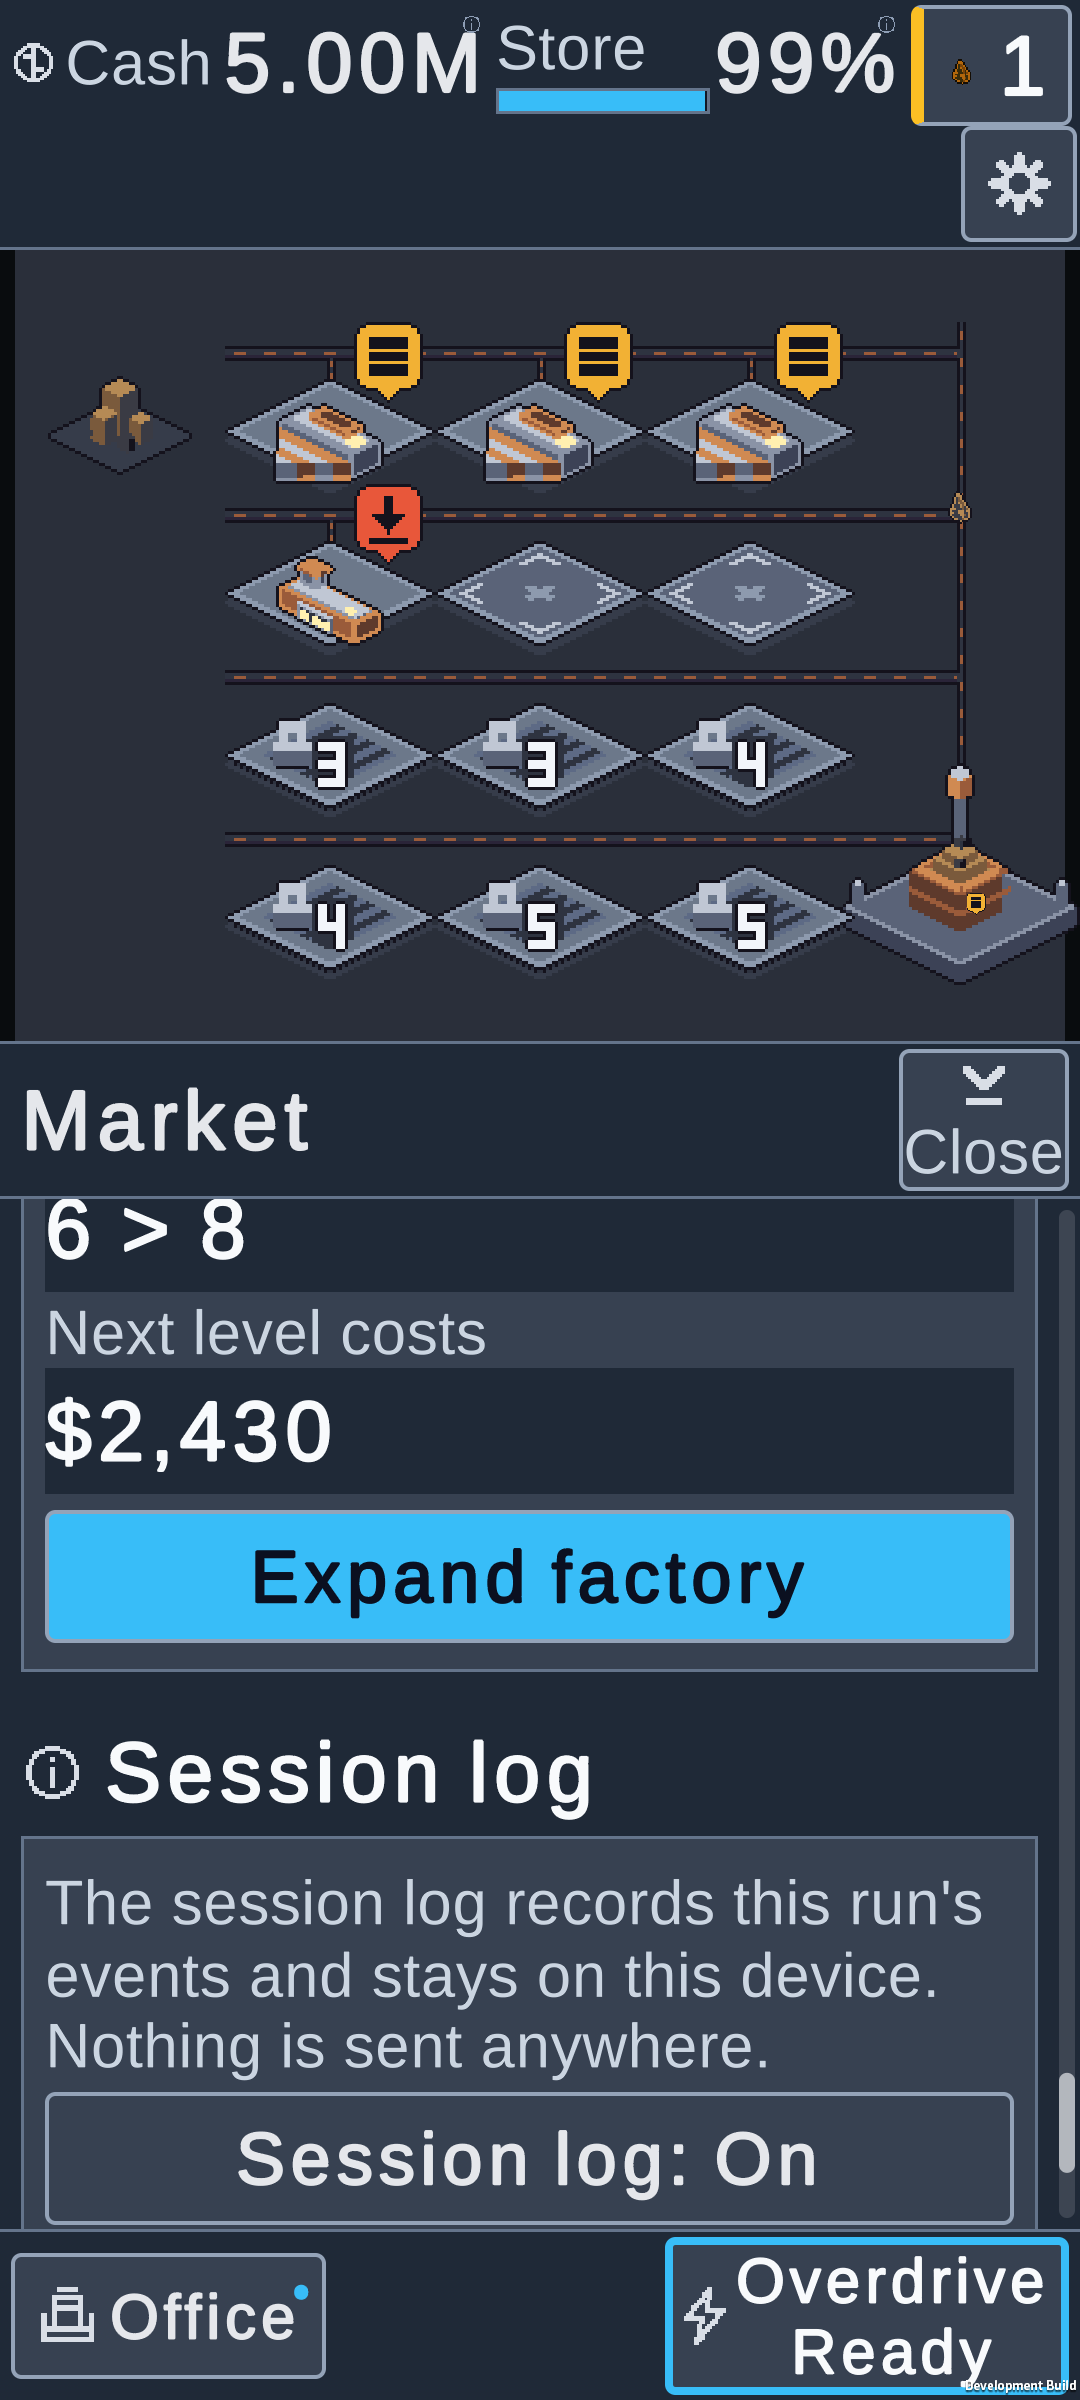 Cash 5.00M Store 99% 1
3 3 4
4 5 5
Market
Close
6 > 8
Next level costs
$2,430
Expand factory
Session log
The session log records this run's
events and stays on this device.
Nothing is sent anywhere.
Session log: On
Office
Overdrive
Ready
Development Build